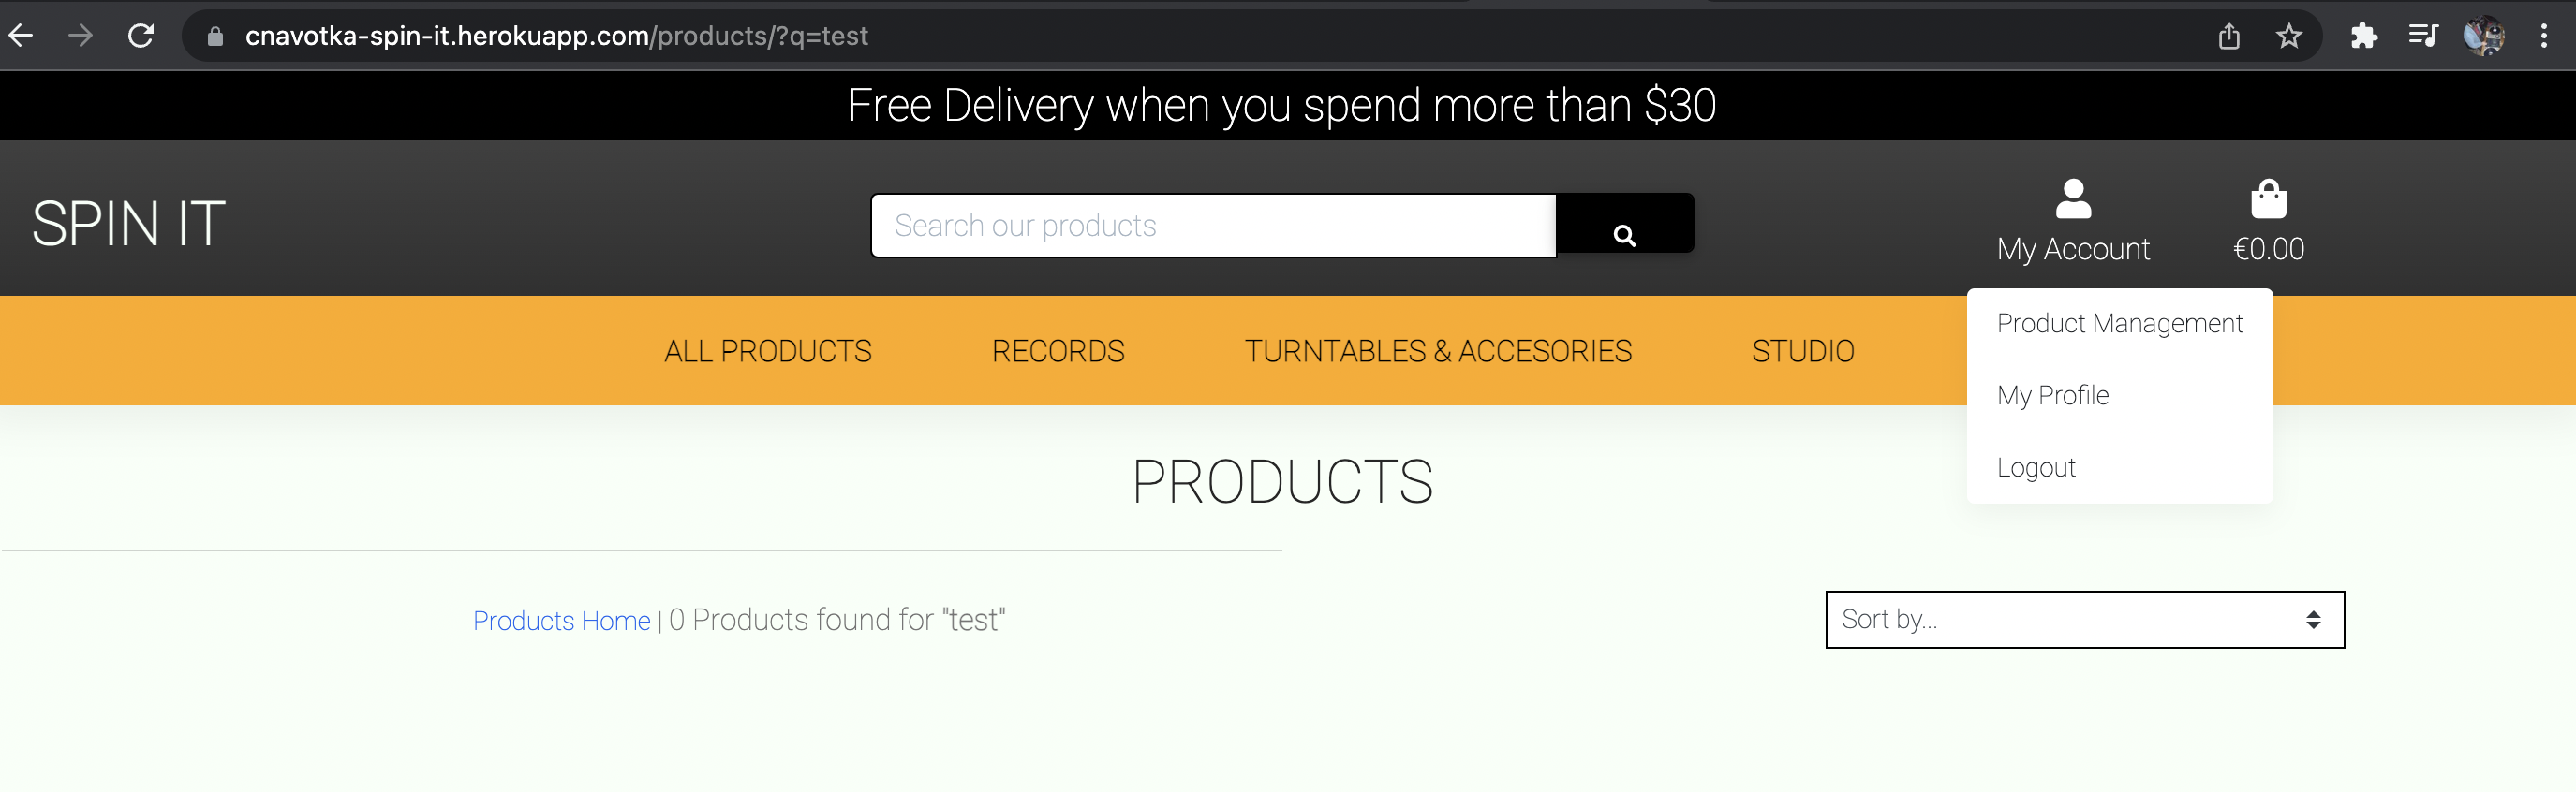 cnavotka-spin-it.herokuapp.com/products/?q=test
Free Delivery when you spend more than $30
SPIN IT
Search our products
My Account
€0.00
ALL PRODUCTS
RECORDS
TURNTABLES & ACCESORIES
STUDIO
Product Management
My Profile
Logout
PRODUCTS
Products Home | 0 Products found for "test"
Sort by...